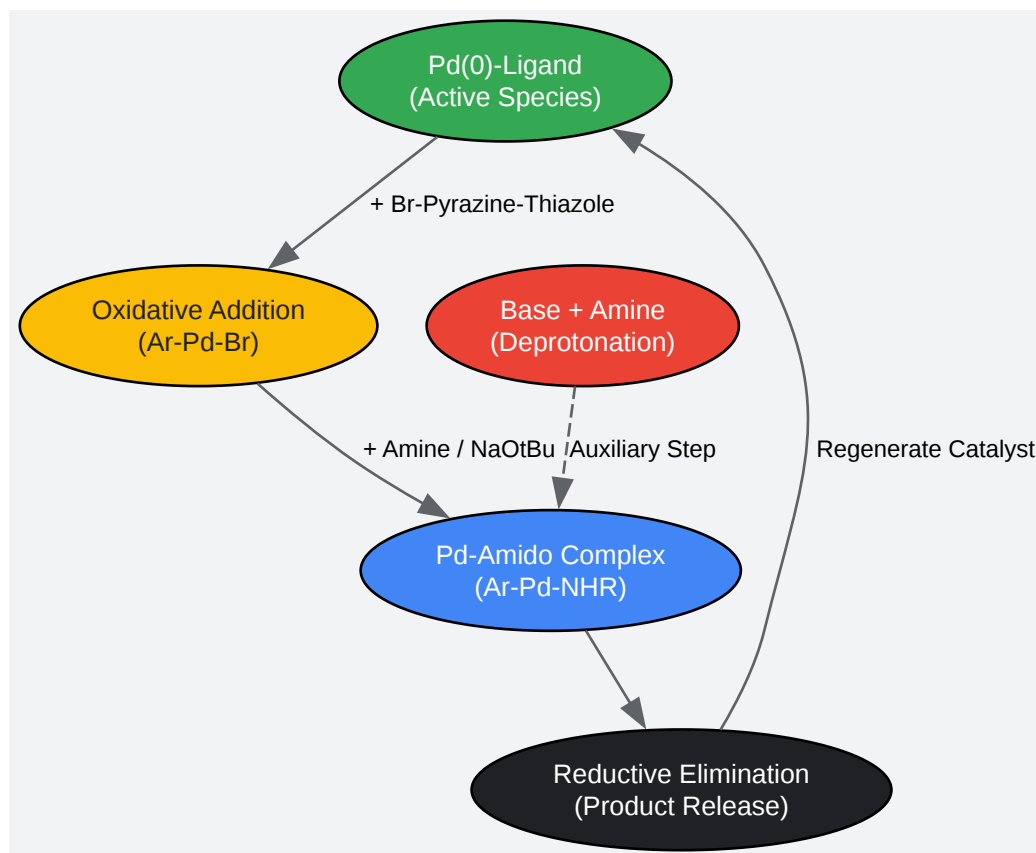 Pd(0)-Ligand
(Active Species)
+ Br-Pyrazine-Thiazole
Oxidative Addition
(Ar-Pd-Br)
Base + Amine
(Deprotonation)
+ Amine / NaOtBu
Auxiliary Step
Regenerate Catalyst
Pd-Amido Complex
(Ar-Pd-NHR)
Reductive Elimination
(Product Release)